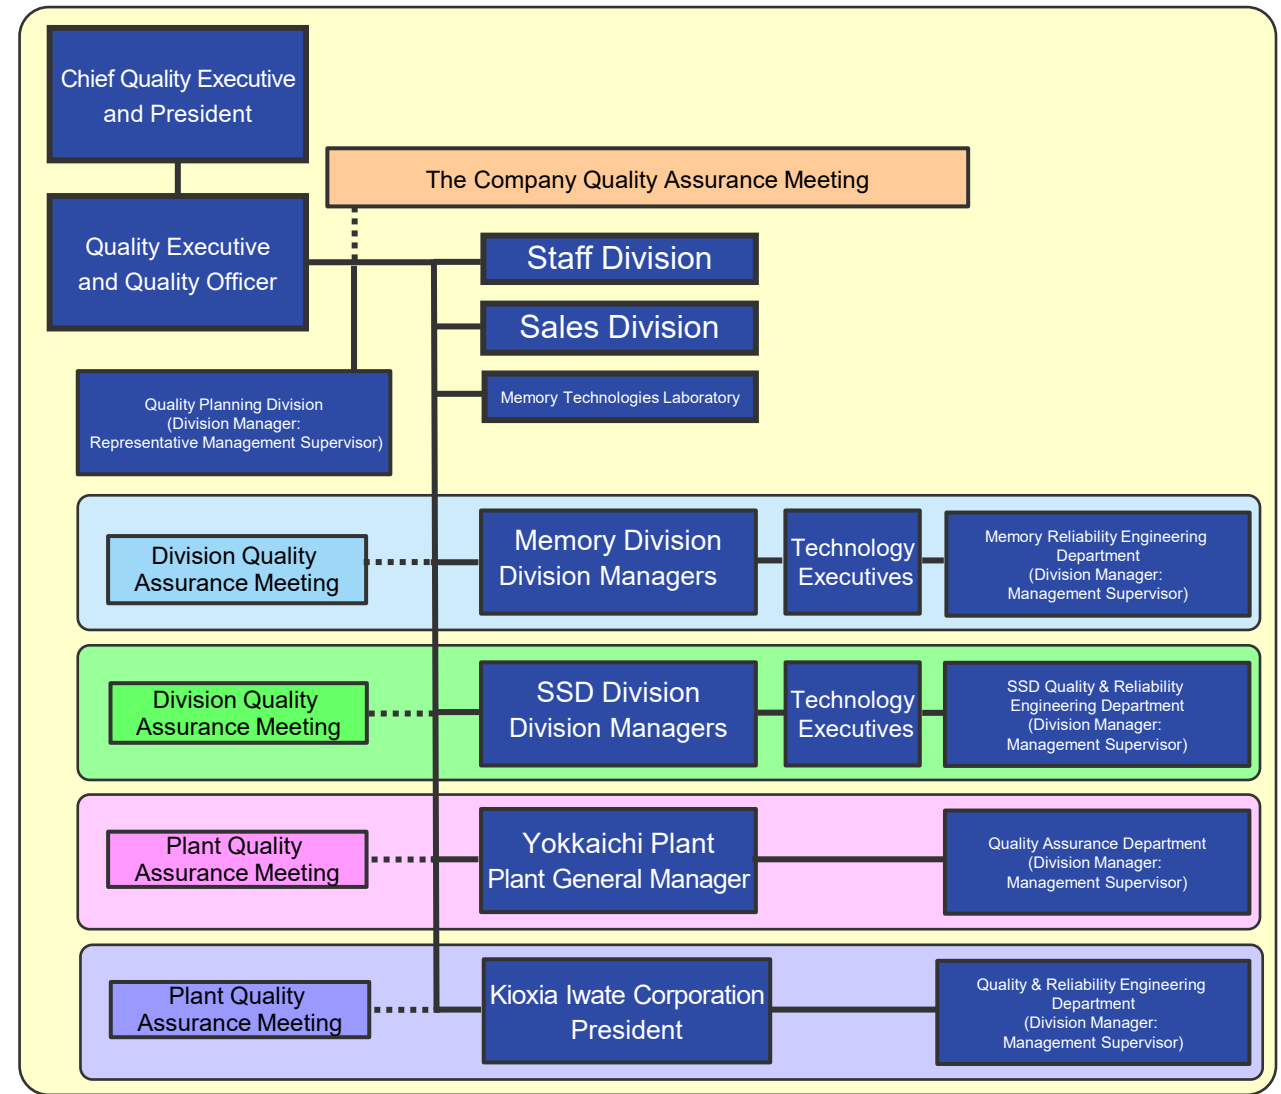 Chief Quality Executive
and President
The Company Quality Assurance Meeting
Quality Executive
and Quality Officer
Staff Division
Sales Division
Memory Technologies Laboratory
Quality Planning Division
(Division Manager:
Representative Management Supervisor)
Division Quality
Assurance Meeting
Memory Division
Division Managers
Technology
Executives
Memory Reliability Engineering
Department
(Division Manager:
Management Supervisor)
Division Quality
Assurance Meeting
SSD Division
Division Managers
Technology
Executives
SSD Quality & Reliability
Engineering Department
(Division Manager:
Management Supervisor)
Plant Quality
Assurance Meeting
Yokkaichi Plant
Plant General Manager
Quality Assurance Department
(Division Manager:
Management Supervisor)
Plant Quality
Assurance Meeting
Kioxia Iwate Corporation
President
Quality & Reliability Engineering
Department
(Division Manager:
Management Supervisor)